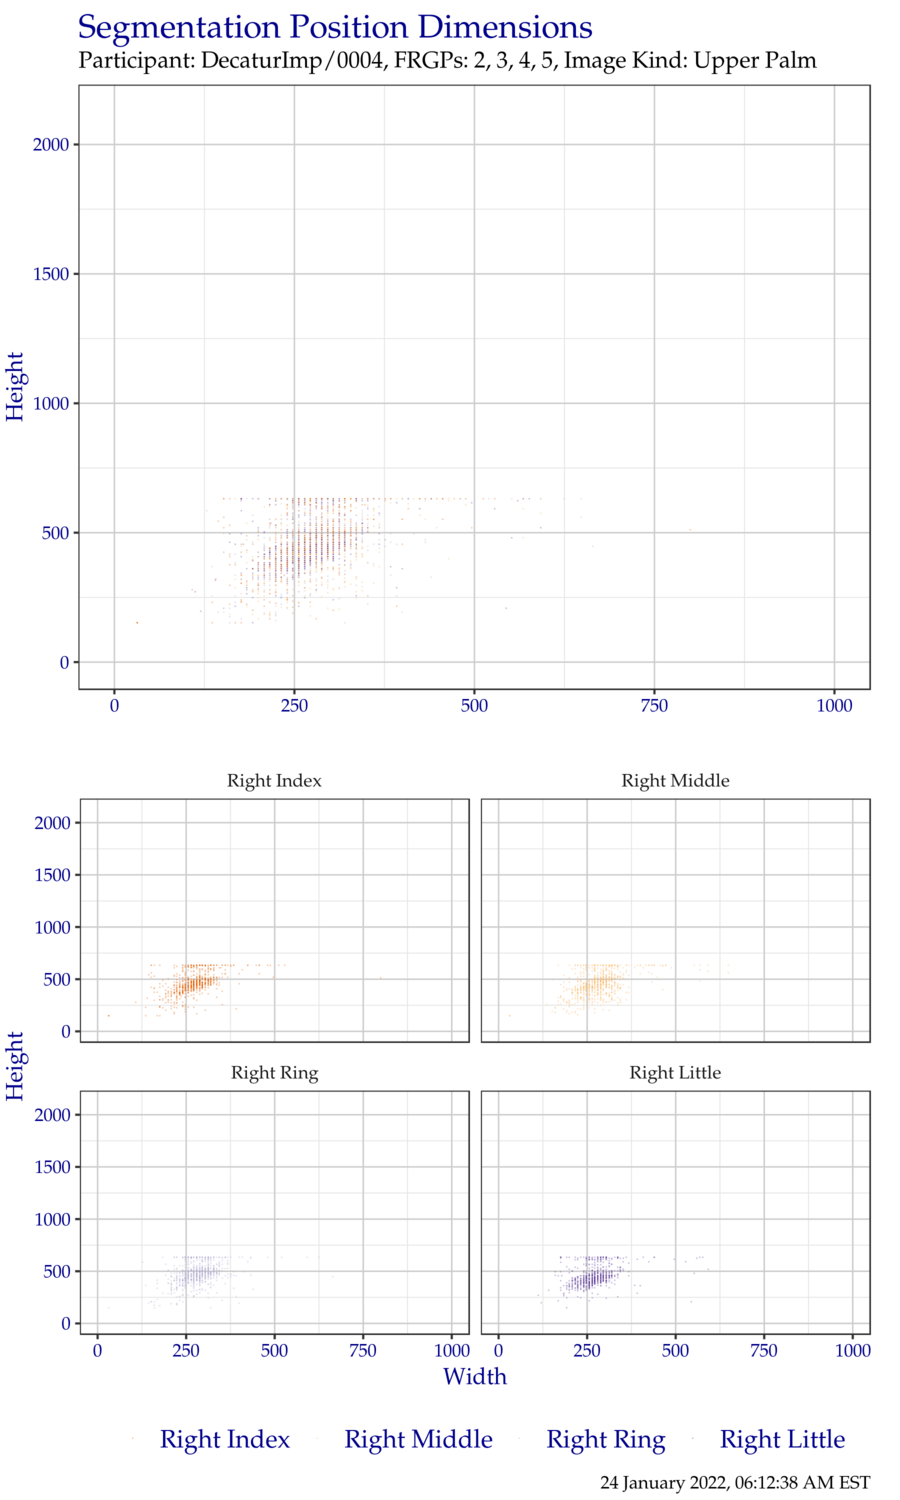 Segmentation Position Dimensions
Participant: DecaturImp/0004, FRGPs: 2, 3, 4, 5, Image Kind: Upper Palm
2000
1500
1000
500
0
Height
0 250 500 750 1000
Right Index Right Middle
2000
1500
1000
500
0
Height
Right Ring Right Little
2000
1500
1000
500
0
0 250 500 750 1000 0 250 500 750 1000
Width
Right Index Right Middle Right Ring Right Little
24 January 2022, 06:12:38 AM EST